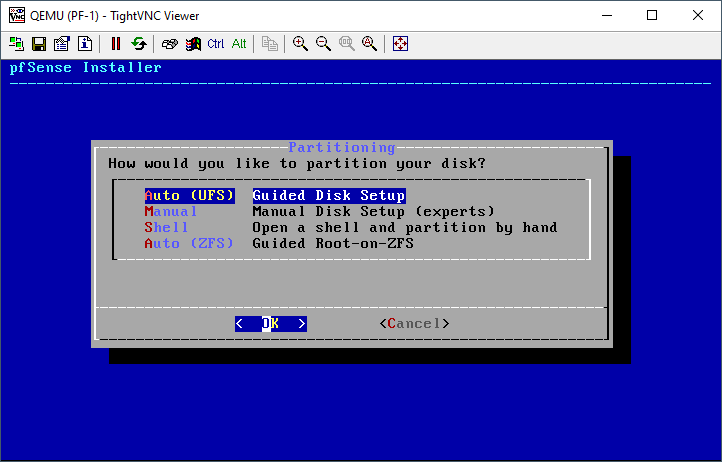 QEMU (PF-1) - TightVNC Viewer
Ctrl Alt
pfSense Installer
Partitioning
How would you like to partition your disk?
Auto (UFS) Guided Disk Setup
Manual Manual Disk Setup (experts)
Shell Open a shell and partition by hand
Auto (ZFS) Guided Root-on-ZFS
< OK > <Cancel>